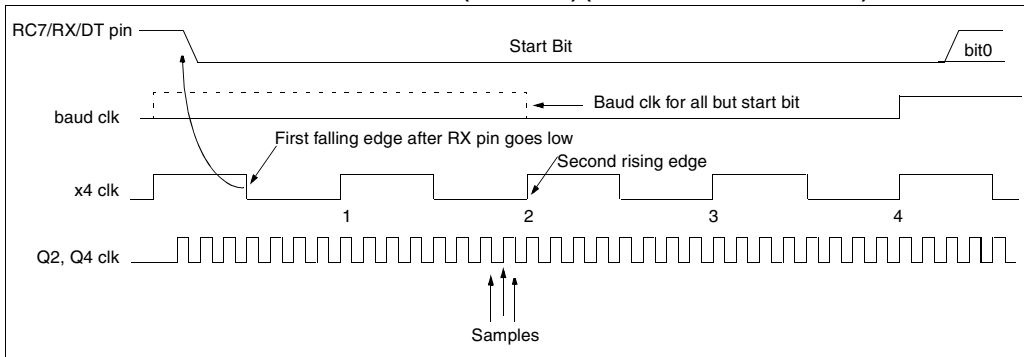 RC7/RX/DT pin
Start Bit
bit0
baud clk
Baud clk for all but start bit
First falling edge after RX pin goes low
x4 clk
Second rising edge
1
2
3
4
Q2, Q4 clk
Samples